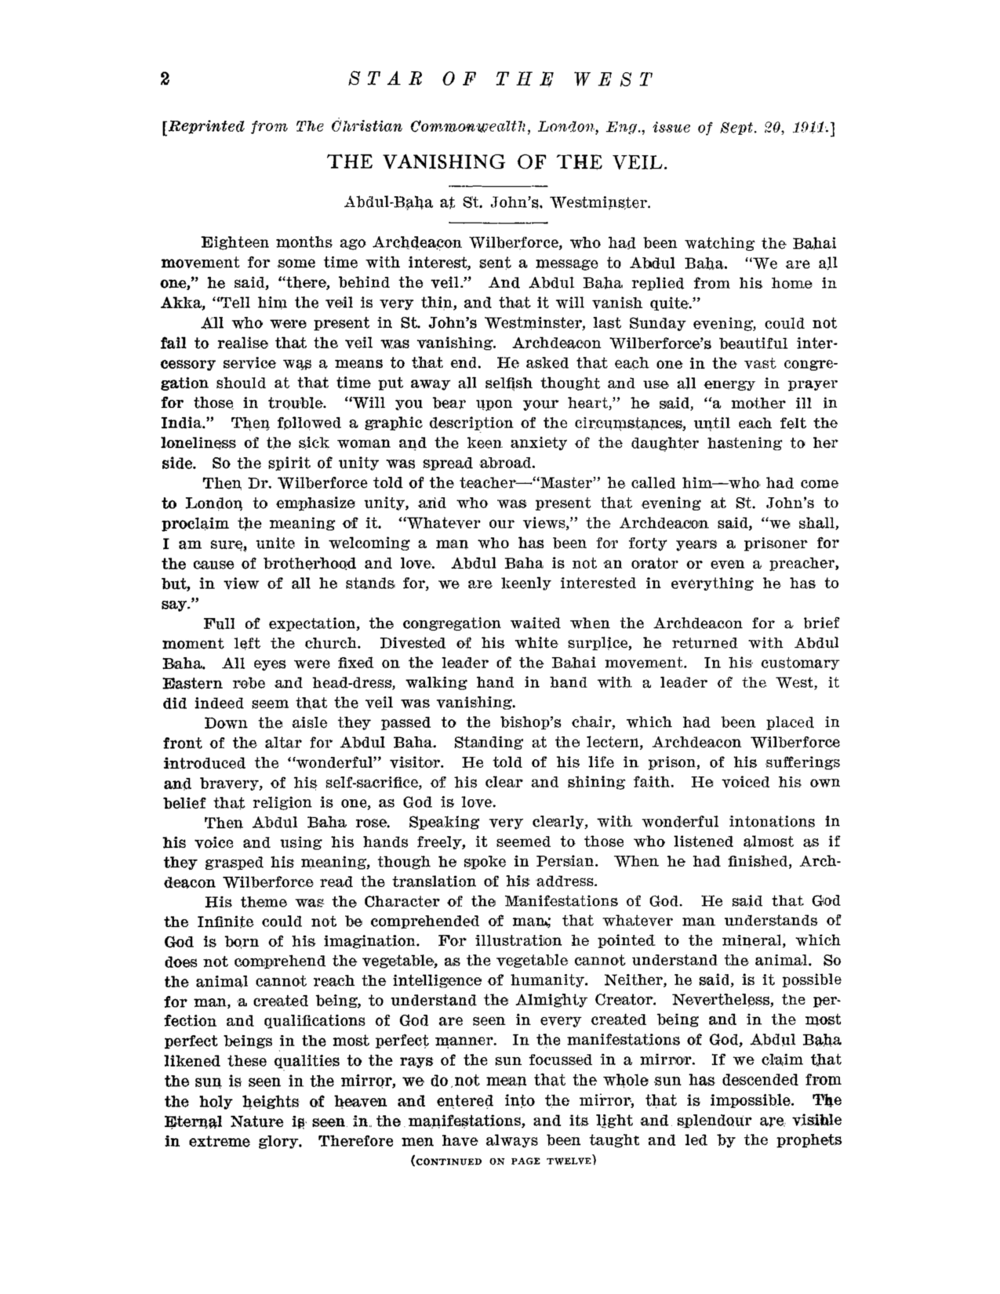 2
STAR OF THE WEST
[Reprinted from The Christian Commonwealth, London, Eng., issue of Sept. 20, 1911.]
THE VANISHING OF THE VEIL.
Abdul-Baha at St. John's, Westminster.
Eighteen months ago Archdeacon Wilberforce, who had been watching the Bahai
movement for some time with interest, sent a message to Abdul Baha. "We are all
one," he said, "there, behind the veil." And Abdul Baha replied from his home in
Akka, "Tell him the veil is very thin, and that it will vanish quite."
All who were present in St. John's Westminster, last Sunday evening, could not
fail to realise that the veil was vanishing. Archdeacon Wilberforce's beautiful inter-
cessory service was a means to that end. He asked that each one in the vast congre-
gation should at that time put away all selfish thought and use all energy in prayer
for those in trouble. "Will you bear upon your heart," he said, "a mother ill in
India." Then followed a graphic description of the circumstances, until each felt the
loneliness of the sick woman and the keen anxiety of the daughter hastening to her
side. So the spirit of unity was spread abroad.
Then Dr. Wilberforce told of the teacher—"Master" he called him—who had come
to London to emphasize unity, and who was present that evening at St. John's to
proclaim the meaning of it. "Whatever our views," the Archdeacon said, "we shall,
I am sure, unite in welcoming a man who has been for forty years a prisoner for
the cause of brotherhood and love. Abdul Baha is not an orator or even a preacher,
but, in view of all he stands for, we are keenly interested in everything he has to
say."
Full of expectation, the congregation waited when the Archdeacon for a brief
moment left the church. Divested of his white surplice, he returned with Abdul
Baha. All eyes were fixed on the leader of the Bahai movement. In his customary
Eastern robe and head-dress, walking hand in hand with a leader of the West, it
did indeed seem that the veil was vanishing.
Down the aisle they passed to the bishop's chair, which had been placed in
front of the altar for Abdul Baha. Standing at the lectern, Archdeacon Wilberforce
introduced the "wonderful" visitor. He told of his life in prison, of his sufferings
and bravery, of his self-sacrifice, of his clear and shining faith. He voiced his own
belief that religion is one, as God is love.
Then Abdul Baha rose. Speaking very clearly, with wonderful intonations in
his voice and using his hands freely, it seemed to those who listened almost as if
they grasped his meaning, though he spoke in Persian. When he had finished, Arch-
deacon Wilberforce read the translation of his address.
His theme was the Character of the Manifestations of God. He said that God
the Infinite could not be comprehended of man; that whatever man understands of
God is born of his imagination. For illustration he pointed to the mineral, which
does not comprehend the vegetable, as the vegetable cannot understand the animal. So
the animal cannot reach the intelligence of humanity. Neither, he said, is it possible
for man, a created being, to understand the Almighty Creator. Nevertheless, the per-
fection and qualifications of God are seen in every created being and in the most
perfect beings in the most perfect manner. In the manifestations of God, Abdul Baha
likened these qualities to the rays of the sun focussed in a mirror. If we claim that
the sun is seen in the mirror, we do not mean that the whole sun has descended from
the holy heights of heaven and entered into the mirror, that is impossible. The
Eternal Nature is seen in the manifestations, and its light and splendour are visible
in extreme glory. Therefore men have always been taught and led by the prophets
(CONTINUED ON PAGE TWELVE)